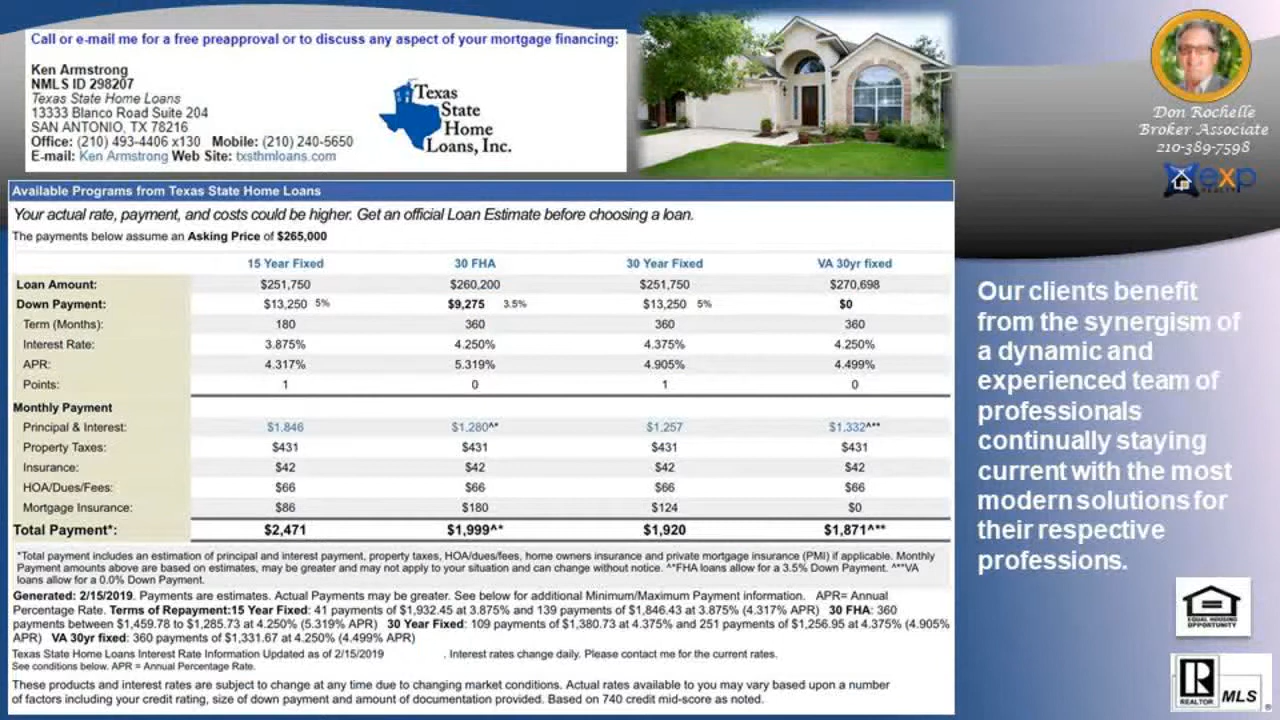 Call or e-mail me for a free preapproval or to discuss any aspect of your mortgage financing:
Ken Armstrong
NMLS ID 298207
Texas State Home Loans
13333 Blanco Road Suite 204
SAN ANTONIO, TX 78216
Office: (210) 493-4406 x130 Mobile: (210) 240-5650
E-mail: Ken Armstrong Web Site: txsthmloans.com
Texas
State
Home
Loans, Inc.
Don Rochelle
Broker Associate
210-389-7598
exp
REALTY
Available Programs from Texas State Home Loans
Your actual rate, payment, and costs could be higher. Get an official Loan Estimate before choosing a loan.
The payments below assume an Asking Price of $265,000
15 Year Fixed 30 FHA 30 Year Fixed VA 30yr fixed
Loan Amount: $251,750 $260,200 $251,750 $270,698
Down Payment: $13,250 5% $9,275 3.5% $13,250 5% $0
Term (Months): 180 360 360 360
Interest Rate: 3.875% 4.250% 4.375% 4.250%
APR: 4.317% 5.319% 4.905% 4.499%
Points: 1 0 1 0
Monthly Payment
Principal & Interest: $1,846 $1,280^* $1,257 $1,332^**
Property Taxes: $431 $431 $431 $431
Insurance: $42 $42 $42 $42
HOA/Dues/Fees: $66 $66 $66 $66
Mortgage Insurance: $86 $180 $124 $0
Total Payment*: $2,471 $1,999^* $1,920 $1,871^**
*Total payment includes an estimation of principal and interest payment, property taxes, HOA/dues/fees, home owners insurance and private mortgage insurance (PMI) if applicable. Monthly
Payment amounts above are based on estimates, may be greater and may not apply to your situation and can change without notice. ^*FHA loans allow for a 3.5% Down Payment. ^**VA
loans allow for a 0.0% Down Payment.
Generated: 2/15/2019. Payments are estimates. Actual Payments may be greater. See below for additional Minimum/Maximum Payment information. APR= Annual
Percentage Rate. Terms of Repayment:15 Year Fixed: 41 payments of $1,932.45 at 3.875% and 139 payments of $1,846.43 at 3.875% (4.317% APR) 30 FHA: 360
payments between $1,459.78 to $1,285.73 at 4.250% (5.319% APR) 30 Year Fixed: 109 payments of $1,380.73 at 4.375% and 251 payments of $1,256.95 at 4.375% (4.905%
APR) VA 30yr fixed: 360 payments of $1,331.67 at 4.250% (4.499% APR)
Texas State Home Loans Interest Rate Information Updated as of 2/15/2019 . Interest rates change daily. Please contact me for the current rates.
See conditions below. APR = Annual Percentage Rate.
These products and interest rates are subject to change at any time due to changing market conditions. Actual rates available to you may vary based upon a number
of factors including your credit rating, size of down payment and amount of documentation provided. Based on 740 credit mid-score as noted.
Our clients benefit
from the synergism of
a dynamic and
experienced team of
professionals
continually staying
current with the most
modern solutions for
their respective
professions.
EQUAL HOUSING
OPPORTUNITY
R
REALTOR
MLS
®